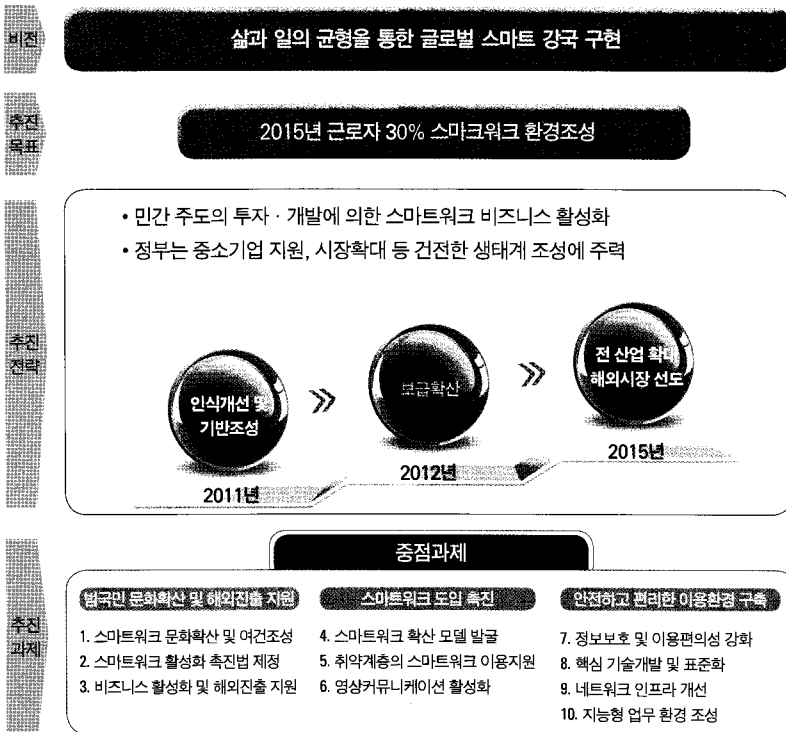 비전
삶과 일의 균형을 통한 글로벌 스마트 강국 구현
추진
목표
2015년 근로자 30% 스마크워크 환경조성
추진
전략
• 민간 주도의 투자 · 개발에 의한 스마트워크 비즈니스 활성화
• 정부는 중소기업 지원, 시장확대 등 건전한 생태계 조성에 주력
인식개선 및
기반조성
2011년
보급확산
2012년
전 산업 확대
해외시장 선도
2015년
추진
과제
중점과제
범국민 문화확산 및 해외진출 지원
1. 스마트워크 문화확산 및 여건조성
2. 스마트워크 활성화 촉진법 제정
3. 비즈니스 활성화 및 해외진출 지원
스마트워크 도입 촉진
4. 스마트워크 확산 모델 발굴
5. 취약계층의 스마트워크 이용지원
6. 영상커뮤니케이션 활성화
안전하고 편리한 이용환경 구축
7. 정보보호 및 이용편의성 강화
8. 핵심 기술개발 및 표준화
9. 네트워크 인프라 개선
10. 지능형 업무 환경 조성